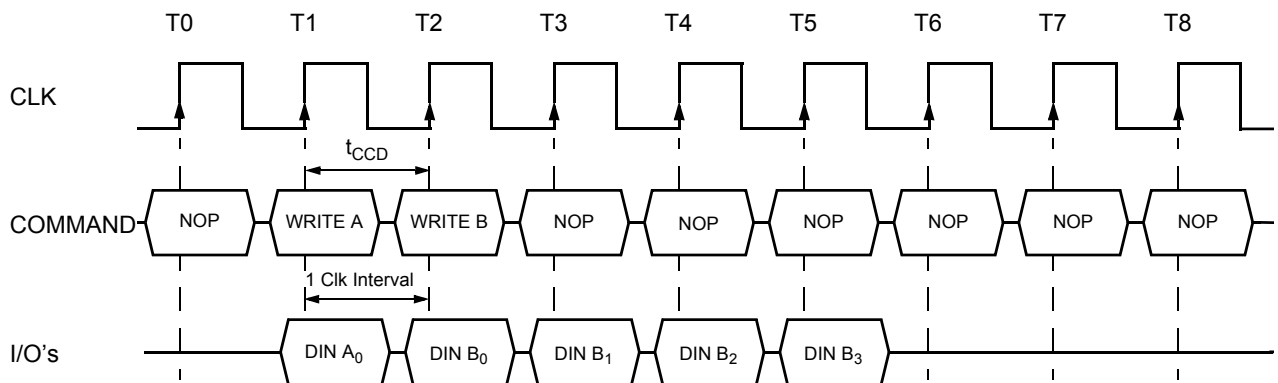 T0 T1 T2 T3 T4 T5 T6 T7 T8
CLK
tCCD
COMMAND NOP WRITE A WRITE B NOP NOP NOP NOP NOP NOP
1 Clk Interval
I/O's DIN A0 DIN B0 DIN B1 DIN B2 DIN B3